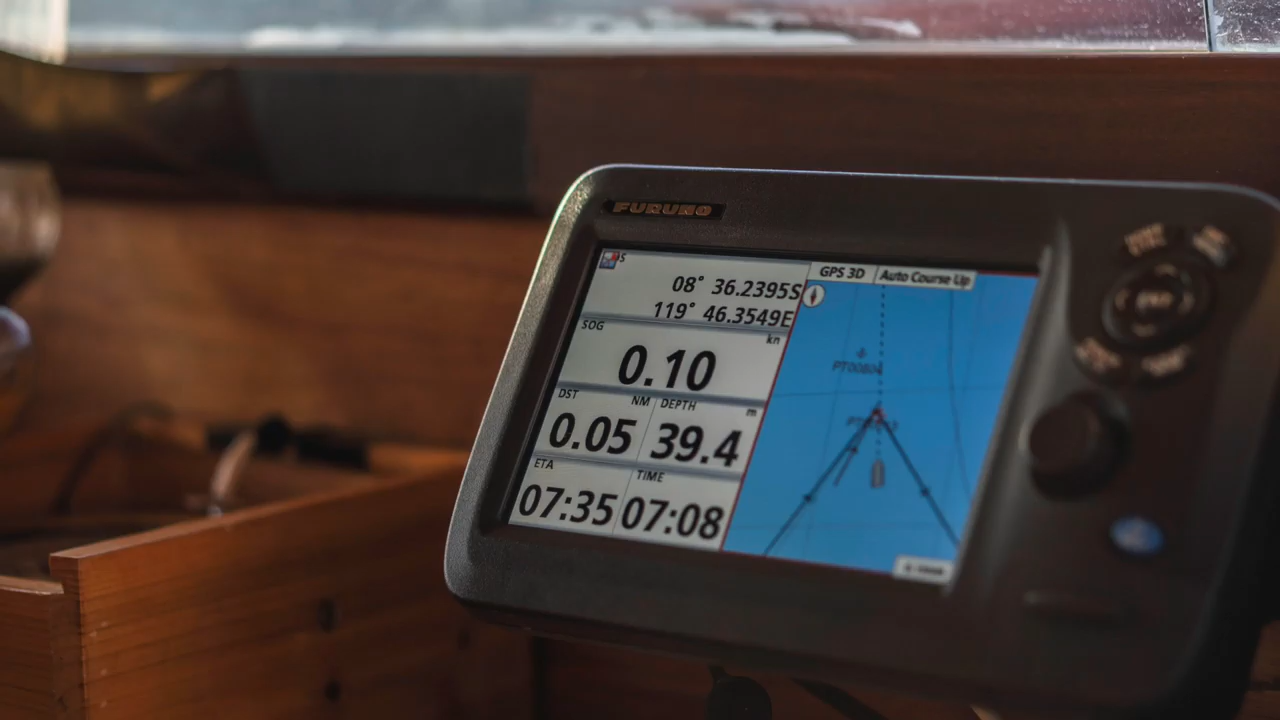 FURUNO
S
GPS 3D
Auto Course Up
08° 36.2395S
119° 46.3549E
SOG
kn
0.10
DST
NM
DEPTH
m
0.05
39.4
ETA
TIME
07:35
07:08